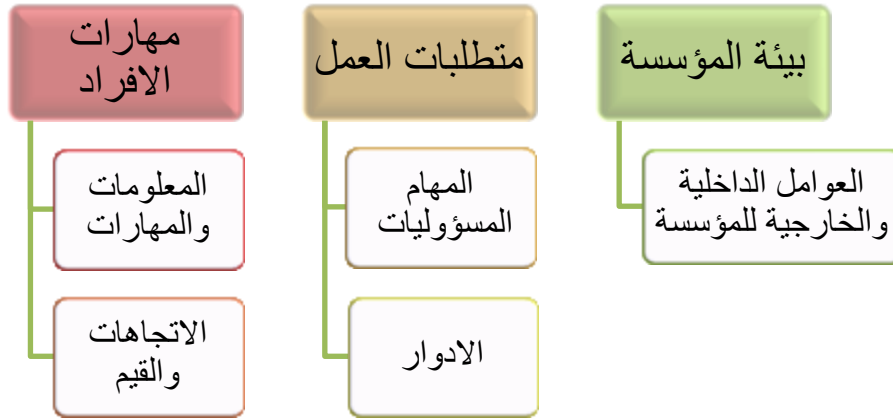 بيئة المؤسسة
العوامل الداخلية
والخارجية للمؤسسة
متطلبات العمل
المهام
المسؤوليات
الادوار
مهارات
الافراد
المعلومات
والمهارات
الاتجاهات
والقيم